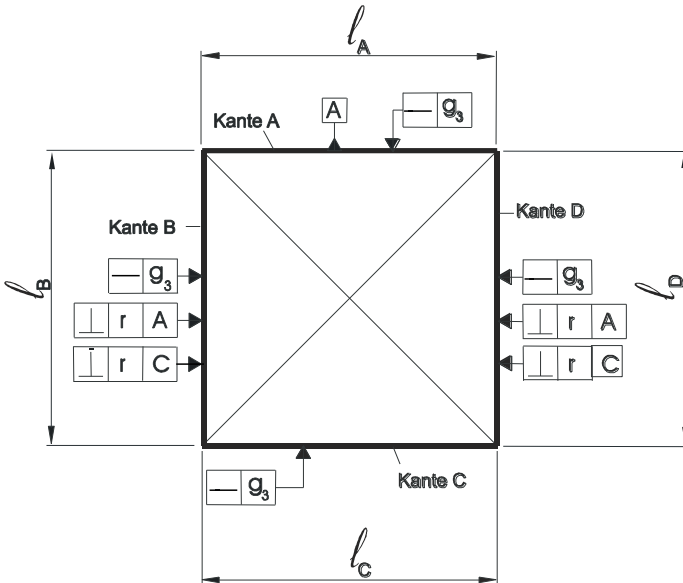 ℓA
Kante A
A
— g3
ℓB
Kante B
Kante D
ℓD
— g3
— g3
⊥ r A
⊥ r A
⊥ r C
⊥ r C
— g3
Kante C
ℓC